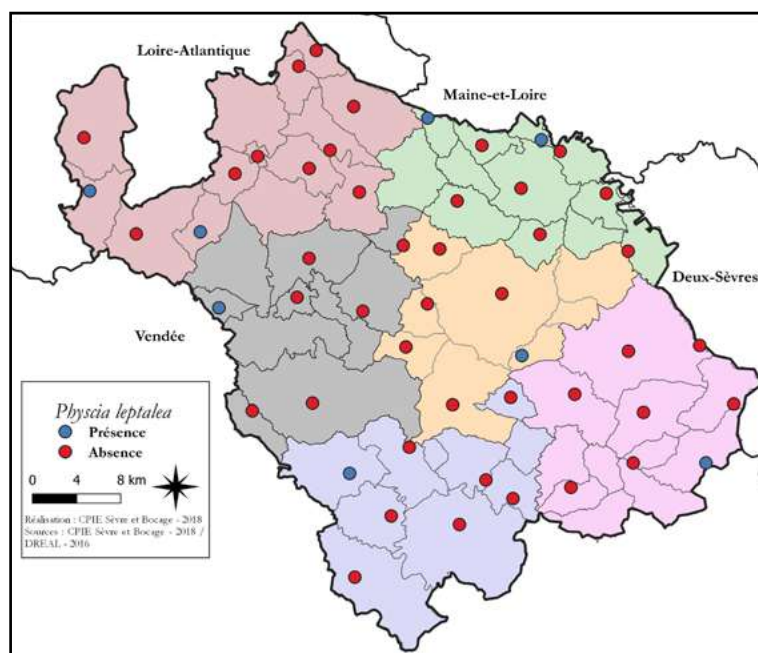 Loire-Atlantique
Maine-et-Loire
Deux-Sèvres
Vendée
Physcia leptalea
Présence
Absence
0 4 8 km
Réalisation : CPIE Sèvre et Bocage - 2018
Sources : CPIE Sèvre et Bocage - 2018 /
DREAL - 2016